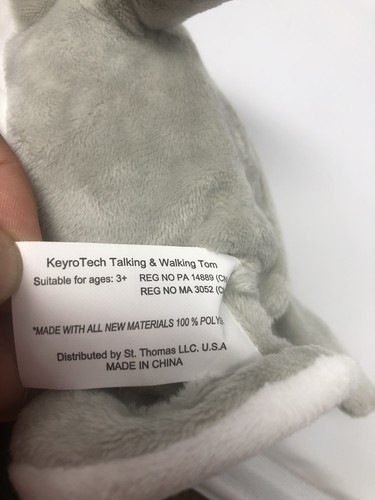 KeyroTech Talking & Walking Tom
Suitable for ages: 3+ REG NO PA 14889 (CN
REG NO MA 3052 (C
*MADE WITH ALL NEW MATERIALS 100 % POLY
Distributed by St. Thomas LLC. U.S.A
MADE IN CHINA